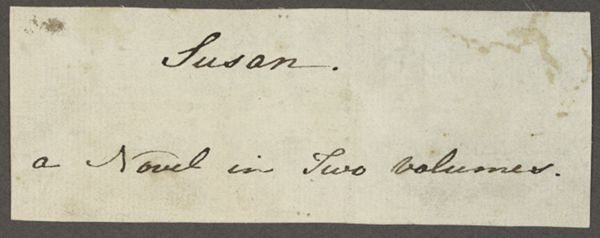 Susan.
a Novel in Two volumes.